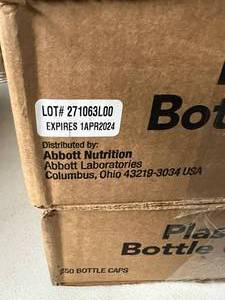 LOT# 271063L00
EXPIRES 1APR2024
Bot
Distributed by:
Abbott Nutrition
Abbott Laboratories
Columbus, Ohio 43219-3034 USA
Plas
Bottle
250 BOTTLE CAPS